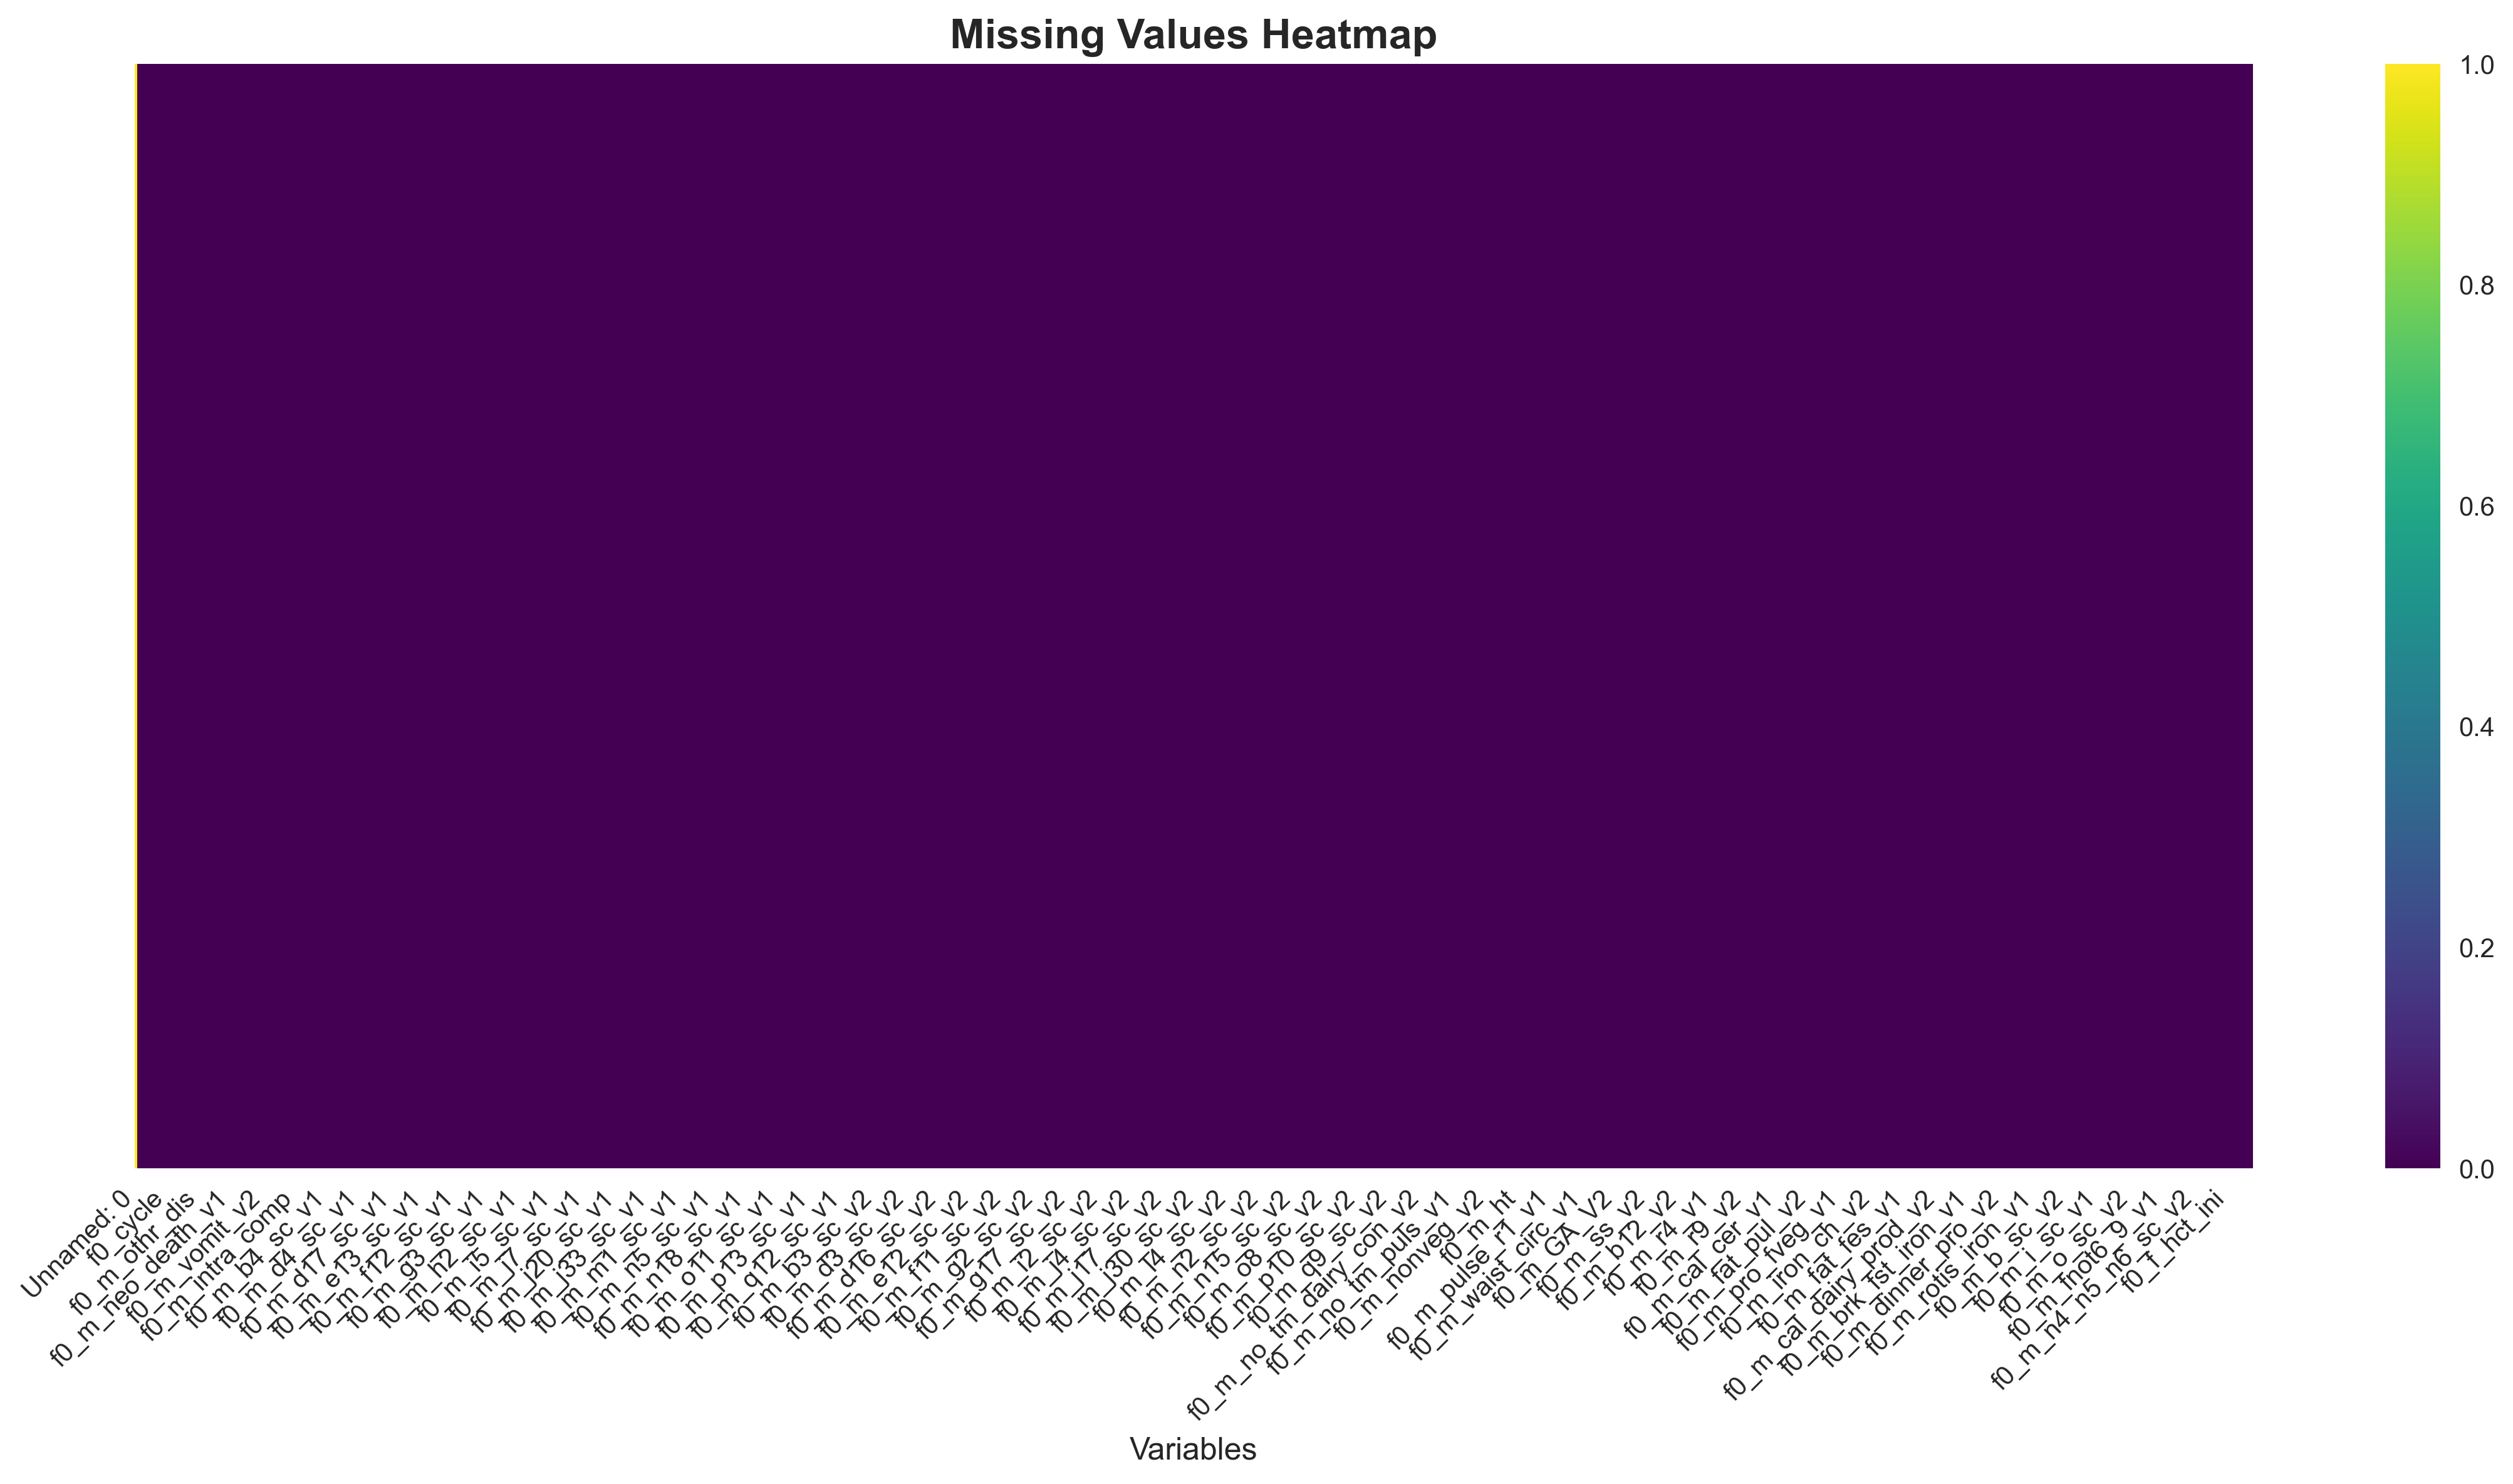 Missing Values Heatmap
1.0
0.8
0.6
0.4
0.2
0.0
Unnamed: 0
f0_cycle
f0_m_othr_dis
f0_m_neo_death_v1
f0_m_vomit_v2
f0_m_intra_comp
f0_m_b4_sc_v1
f0_m_d4_sc_v1
f0_m_d17_sc_v1
f0_m_e13_sc_v1
f0_m_f12_sc_v1
f0_m_g3_sc_v1
f0_m_h2_sc_v1
f0_m_i5_sc_v1
f0_m_j7_sc_v1
f0_m_j20_sc_v1
f0_m_j33_sc_v1
f0_m_m1_sc_v1
f0_m_n5_sc_v1
f0_m_n18_sc_v1
f0_m_o11_sc_v1
f0_m_p13_sc_v1
f0_m_q12_sc_v1
f0_m_b3_sc_v2
f0_m_d3_sc_v2
f0_m_d16_sc_v2
f0_m_e12_sc_v2
f0_m_f11_sc_v2
f0_m_g2_sc_v2
f0_m_g17_sc_v2
f0_m_i2_sc_v2
f0_m_j4_sc_v2
f0_m_j17_sc_v2
f0_m_j30_sc_v2
f0_m_l4_sc_v2
f0_m_n2_sc_v2
f0_m_n15_sc_v2
f0_m_o8_sc_v2
f0_m_p10_sc_v2
f0_m_q9_sc_v2
f0_m_no_tm_dairy_con_v2
f0_m_no_tm_puls_v1
f0_m_nonveg_v2
f0_m_ht
f0_m_pulse_r1_v1
f0_m_waist_circ_v1
f0_m_GA_V2
f0_m_ss_v2
f0_m_b12_v2
f0_m_r4_v1
f0_m_r9_v2
f0_m_cal_cer_v1
f0_m_fat_pul_v2
f0_m_pro_fveg_v1
f0_m_iron_ch_v2
f0_m_fat_fes_v1
f0_m_cal_dairy_prod_v2
f0_m_brk_fst_iron_v1
f0_m_dinner_pro_v2
f0_m_rotis_iron_v1
f0_m_b_sc_v2
f0_m_i_sc_v1
f0_m_o_sc_v2
f0_m_fnot6_9_v1
f0_m_n4_n5_n6_sc_v2
f0_f_hct_ini
Variables